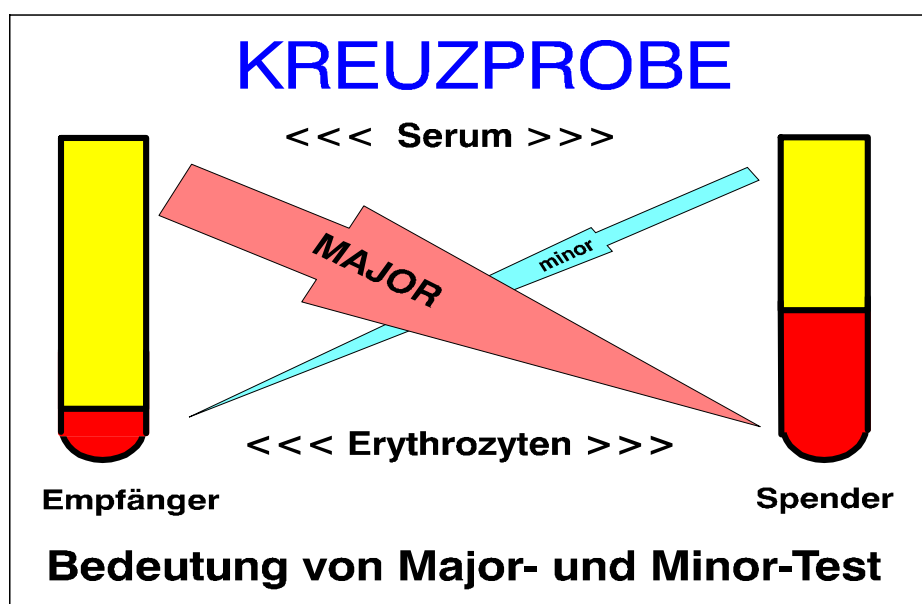 KREUZPROBE
<<< Serum >>>
MAJOR
minor
<<< Erythrozyten >>>
Empfänger
Spender
Bedeutung von Major- und Minor-Test